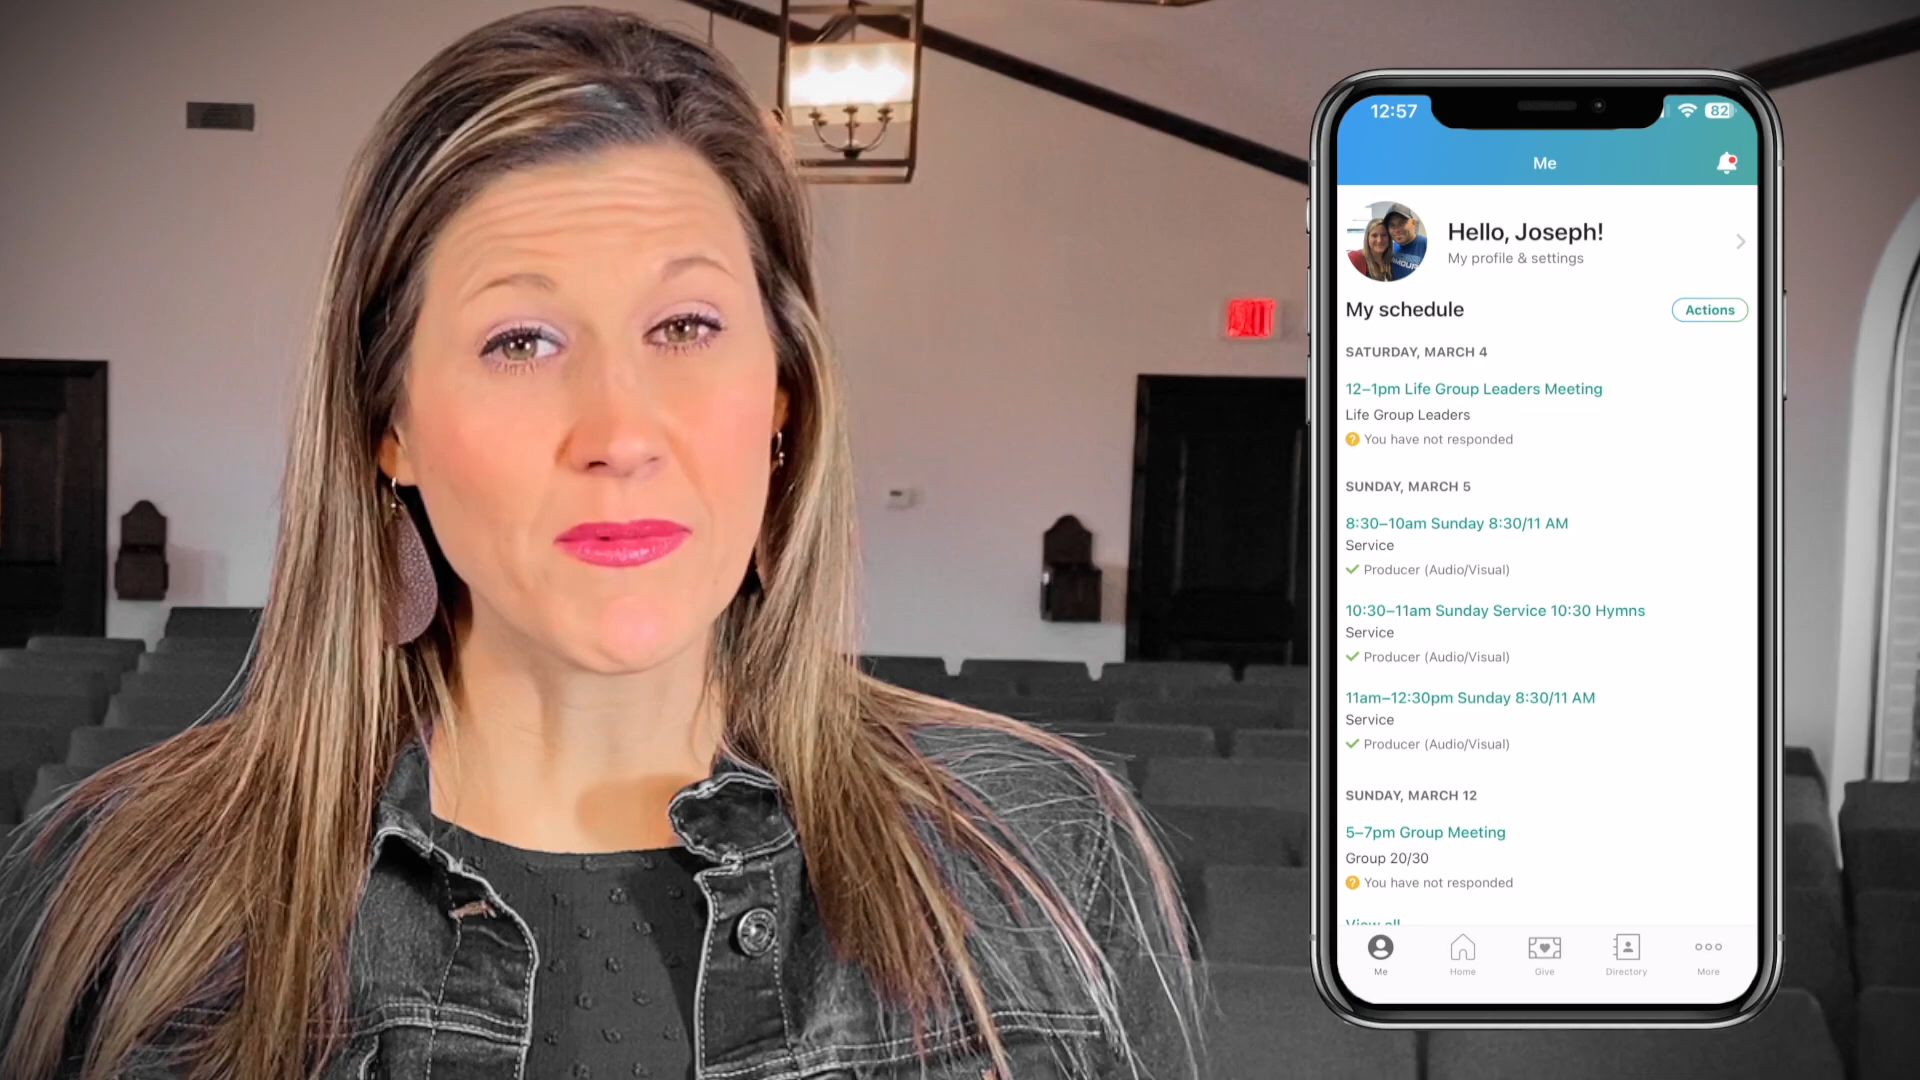 12:57
82
Me
Hello, Joseph!
My profile & settings
My schedule
Actions
SATURDAY, MARCH 4
12–1pm Life Group Leaders Meeting
Life Group Leaders
? You have not responded
SUNDAY, MARCH 5
8:30–10am Sunday 8:30/11 AM
Service
Producer (Audio/Visual)
10:30–11am Sunday Service 10:30 Hymns
Service
Producer (Audio/Visual)
11am–12:30pm Sunday 8:30/11 AM
Service
Producer (Audio/Visual)
SUNDAY, MARCH 12
5–7pm Group Meeting
Group 20/30
? You have not responded
View all
Me
Home
Give
Directory
More